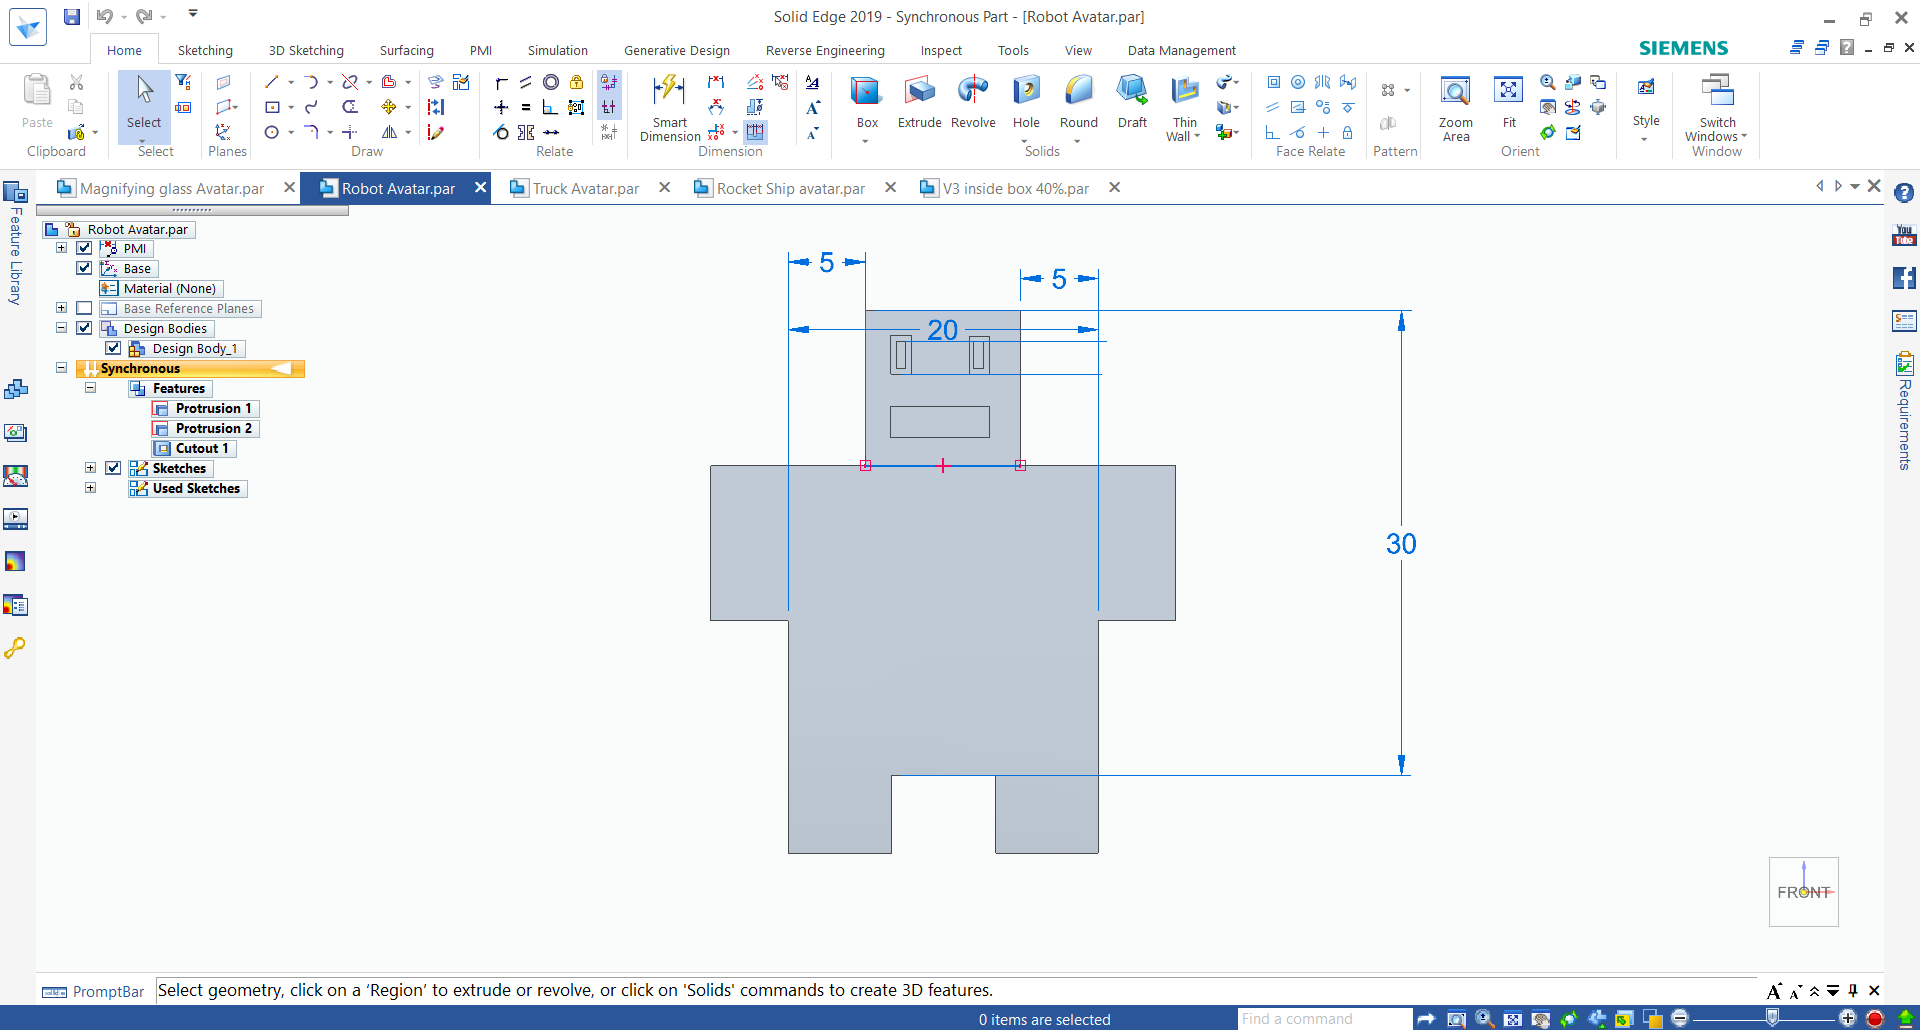 Solid Edge 2019 - Synchronous Part - [Robot Avatar.par]
Home Sketching 3D Sketching Surfacing PMI Simulation Generative Design Reverse Engineering Inspect Tools View Data Management
SIEMENS
Paste
Clipboard
Select
Select
Planes
Draw
Relate
Smart
Dimension
Dimension
Box
Extrude
Revolve
Hole
Round
Draft
Thin
Wall
Solids
Face Relate
Pattern
Zoom
Area
Fit
Orient
Style
Switch
Windows
Window
Magnifying glass Avatar.par
Robot Avatar.par
Truck Avatar.par
Rocket Ship avatar.par
V3 inside box 40%.par
Feature Library
Robot Avatar.par
PMI
Base
Material (None)
Base Reference Planes
Design Bodies
Design Body_1
Synchronous
Features
Protrusion 1
Protrusion 2
Cutout 1
Sketches
Used Sketches
5
5
20
30
You
Tube
Requirements
FRONT
PromptBar
Select geometry, click on a ‘Region’ to extrude or revolve, or click on 'Solids' commands to create 3D features.
0 items are selected
Find a command